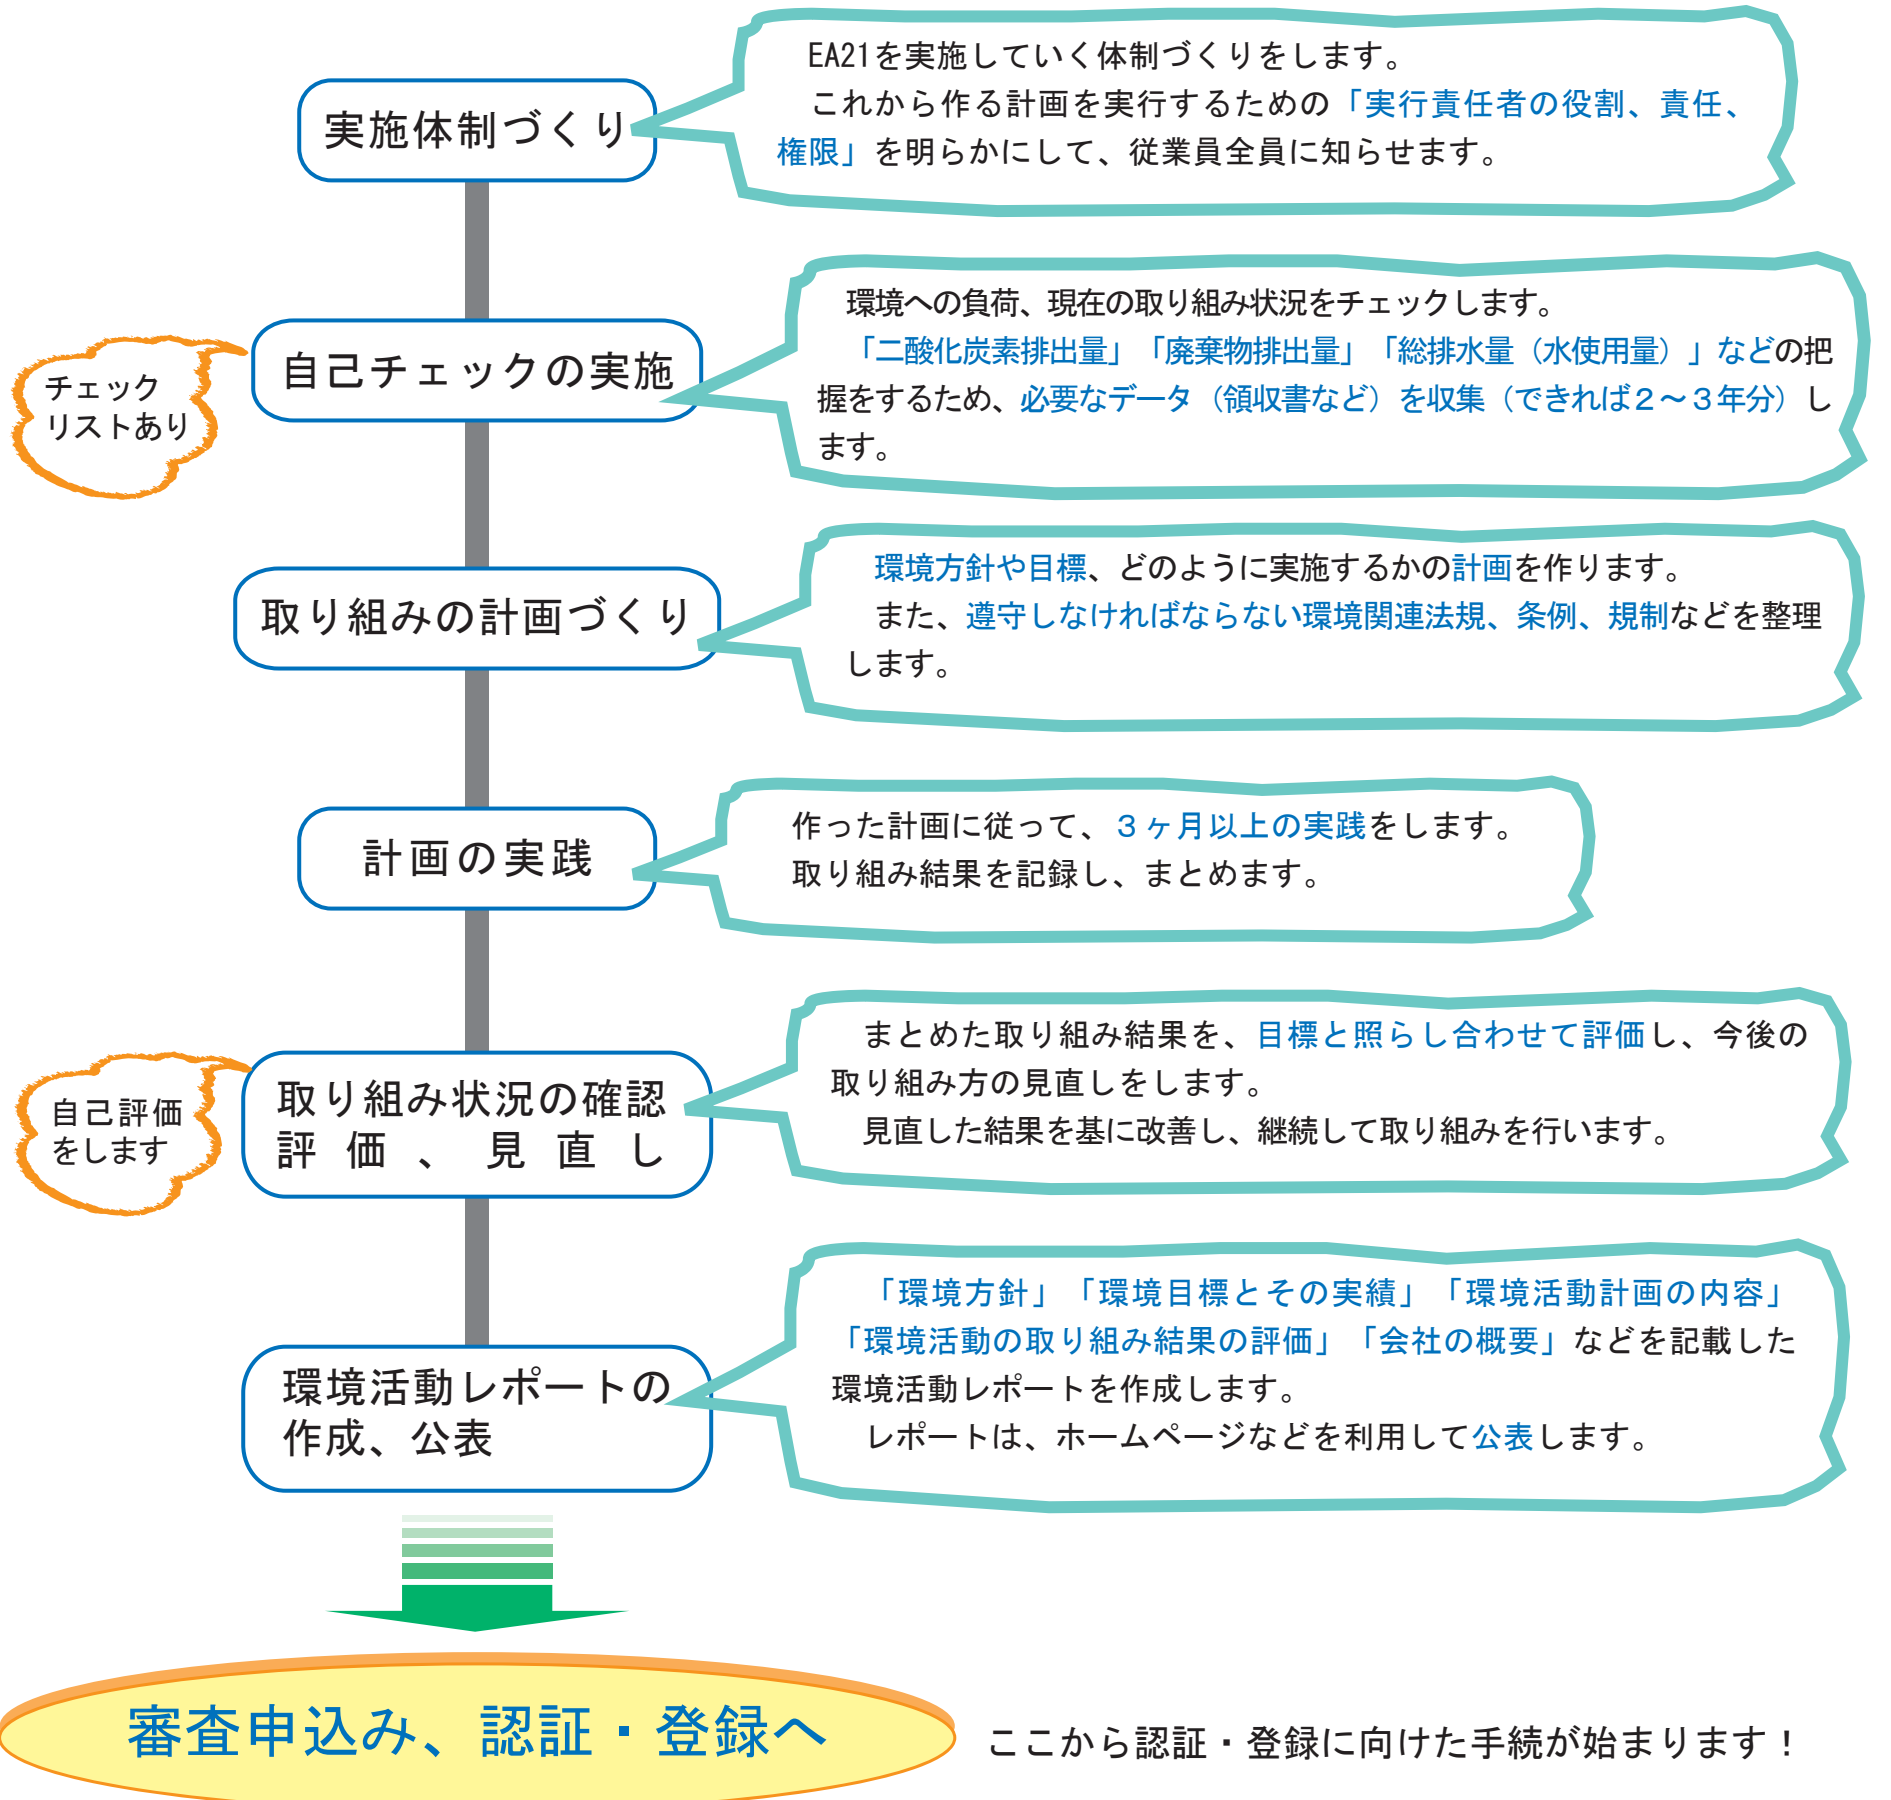 実施体制づくり
EA21を実施していく体制づくりをします。
これから作る計画を実行するための「実行責任者の役割、責任、
権限」を明らかにして、従業員全員に知らせます。
チェック
リストあり
自己チェックの実施
環境への負荷、現在の取り組み状況をチェックします。
「二酸化炭素排出量」「廃棄物排出量」「総排水量（水使用量）」などの把
握をするため、必要なデータ（領収書など）を収集（できれば２～３年分）し
ます。
取り組みの計画づくり
環境方針や目標、どのように実施するかの計画を作ります。
また、遵守しなければならない環境関連法規、条例、規制などを整理
します。
計画の実践
作った計画に従って、３ヶ月以上の実践をします。
取り組み結果を記録し、まとめます。
自己評価
をします
取り組み状況の確認
評価、見直し
まとめた取り組み結果を、目標と照らし合わせて評価し、今後の
取り組み方の見直しをします。
見直した結果を基に改善し、継続して取り組みを行います。
環境活動レポートの
作成、公表
「環境方針」「環境目標とその実績」「環境活動計画の内容」
「環境活動の取り組み結果の評価」「会社の概要」などを記載した
環境活動レポートを作成します。
レポートは、ホームページなどを利用して公表します。
審査申込み、認証・登録へ
ここから認証・登録に向けた手続が始まります！